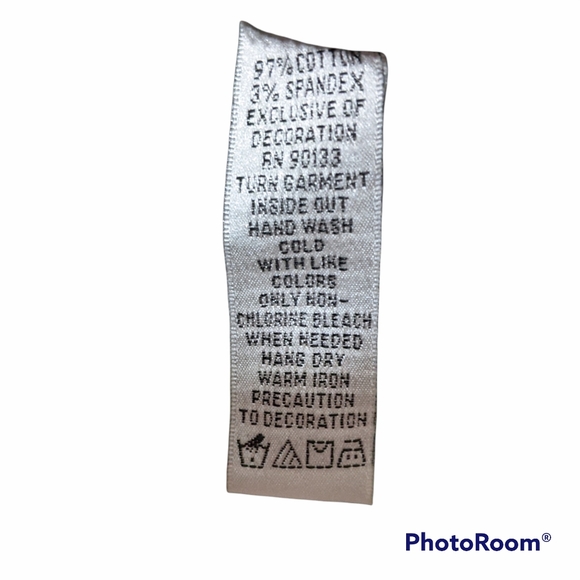 97% COTTON
3% SPANDEX
EXCLUSIVE OF
DECORATION
RN 90133
TURN GARMENT
INSIDE OUT
HAND WASH
COLD
WITH LIKE
COLORS
ONLY NON-
CHLORINE BLEACH
WHEN NEEDED
HANG DRY
WARM IRON
PRECAUTION
TO DECORATION
PhotoRoom®